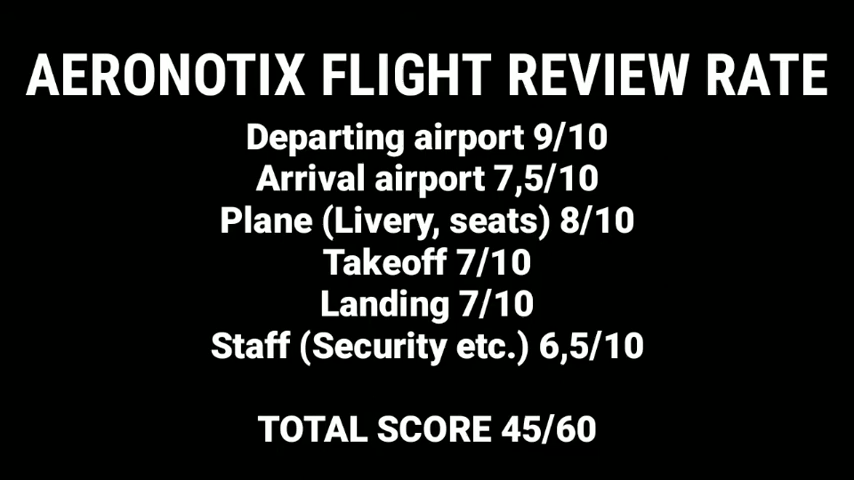 AERONOTIX FLIGHT REVIEW RATE
Departing airport 9/10
Arrival airport 7,5/10
Plane (Livery, seats) 8/10
Takeoff 7/10
Landing 7/10
Staff (Security etc.) 6,5/10
TOTAL SCORE 45/60